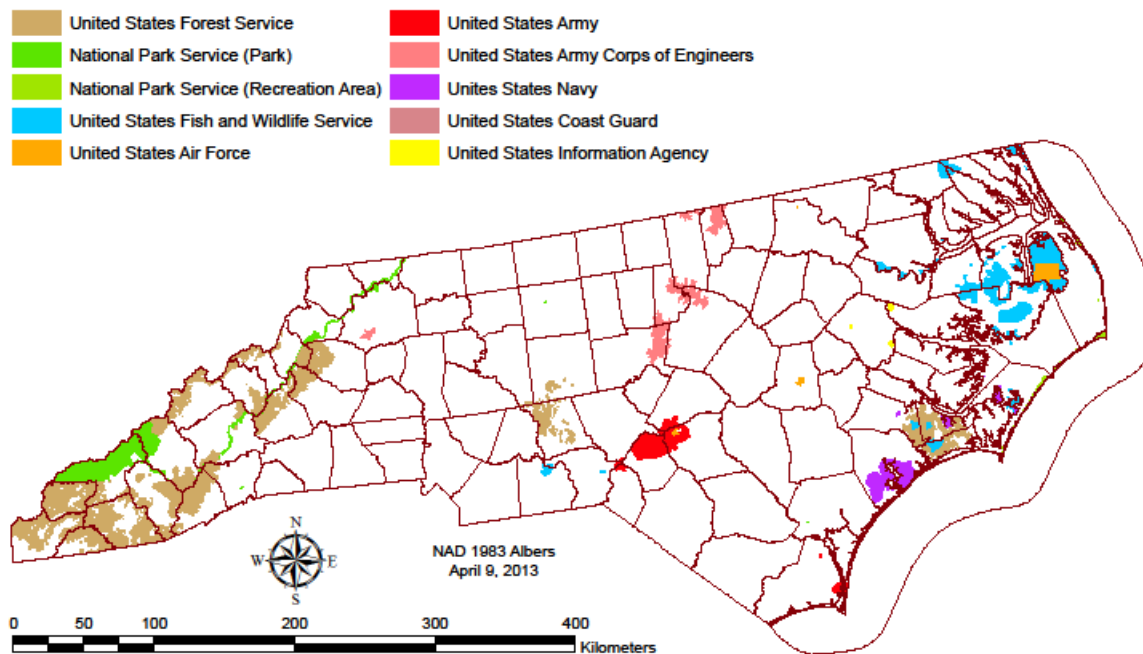 United States Forest Service
National Park Service (Park)
National Park Service (Recreation Area)
United States Fish and Wildlife Service
United States Air Force
United States Army
United States Army Corps of Engineers
Unites States Navy
United States Coast Guard
United States Information Agency
N
W E
S
NAD 1983 Albers
April 9, 2013
0 50 100 200 300 400
Kilometers